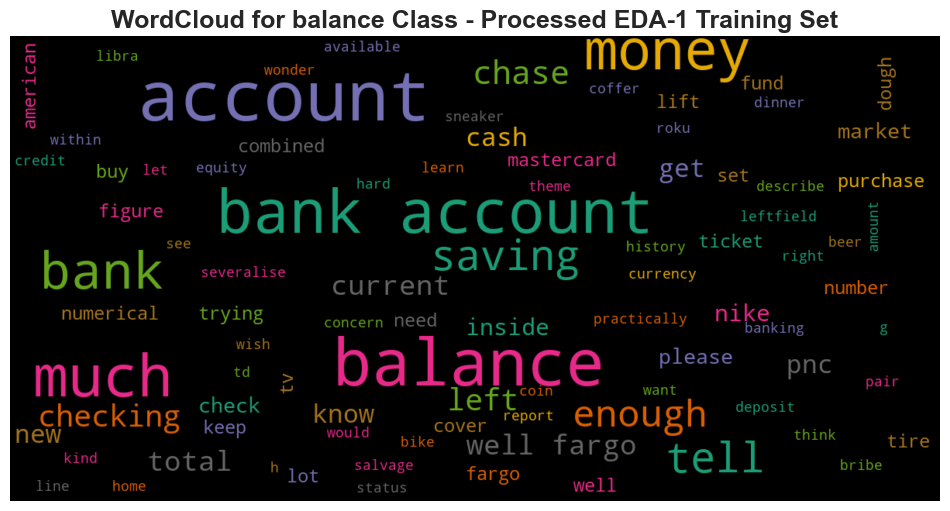 WordCloud for balance Class - Processed EDA-1 Training Set
american
libra
available
wonder
account
chase
money
coffer
fund
dough
lift
dinner
sneaker
within
combined
cash
roku
market
credit
buy
let
equity
learn
mastercard
get
set
hard
theme
describe
purchase
figure
bank account
leftfield
amount
see
saving
history
ticket
beer
right
bank
severalise
current
currency
number
numerical
trying
concern
need
inside
practically
nike
banking
g
wish
much
td
tv
balance
please
pnc
pair
checking
check
left
coin
want
new
keep
know
cover
report
enough
deposit
would
bike
well fargo
think
tire
kind
total
h
lot
salvage
fargo
tell
bribe
line
home
status
well